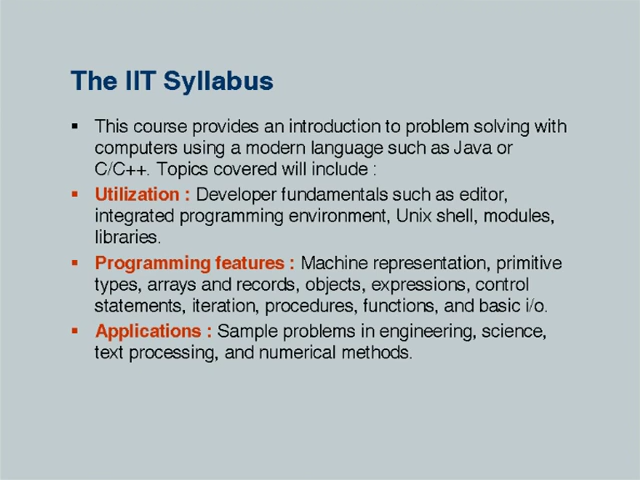 The IIT Syllabus
▪ This course provides an introduction to problem solving with
computers using a modern language such as Java or
C/C++. Topics covered will include :
▪ Utilization : Developer fundamentals such as editor,
integrated programming environment, Unix shell, modules,
libraries.
▪ Programming features : Machine representation, primitive
types, arrays and records, objects, expressions, control
statements, iteration, procedures, functions, and basic i/o.
▪ Applications : Sample problems in engineering, science,
text processing, and numerical methods.